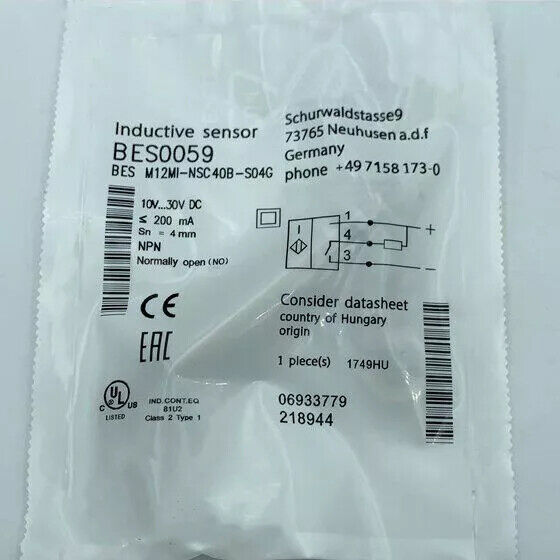 Inductive sensor
BES0059
BES M12MI-NSC40B-S04G
Schurwaldstasse9
73765 Neuhusen a.d.f
Germany
phone +49 7158 173-0
10V...30V DC
≤ 200 mA
Sn = 4mm
NPN
Normally open (NO)
1
4
3
+
−
CE
EAC
Consider datasheet
country of Hungary
origin
1 piece(s) 1749HU
C UL US
LISTED
IND.CONT.EQ
81U2
Class 2 Type 1
06933779
218944